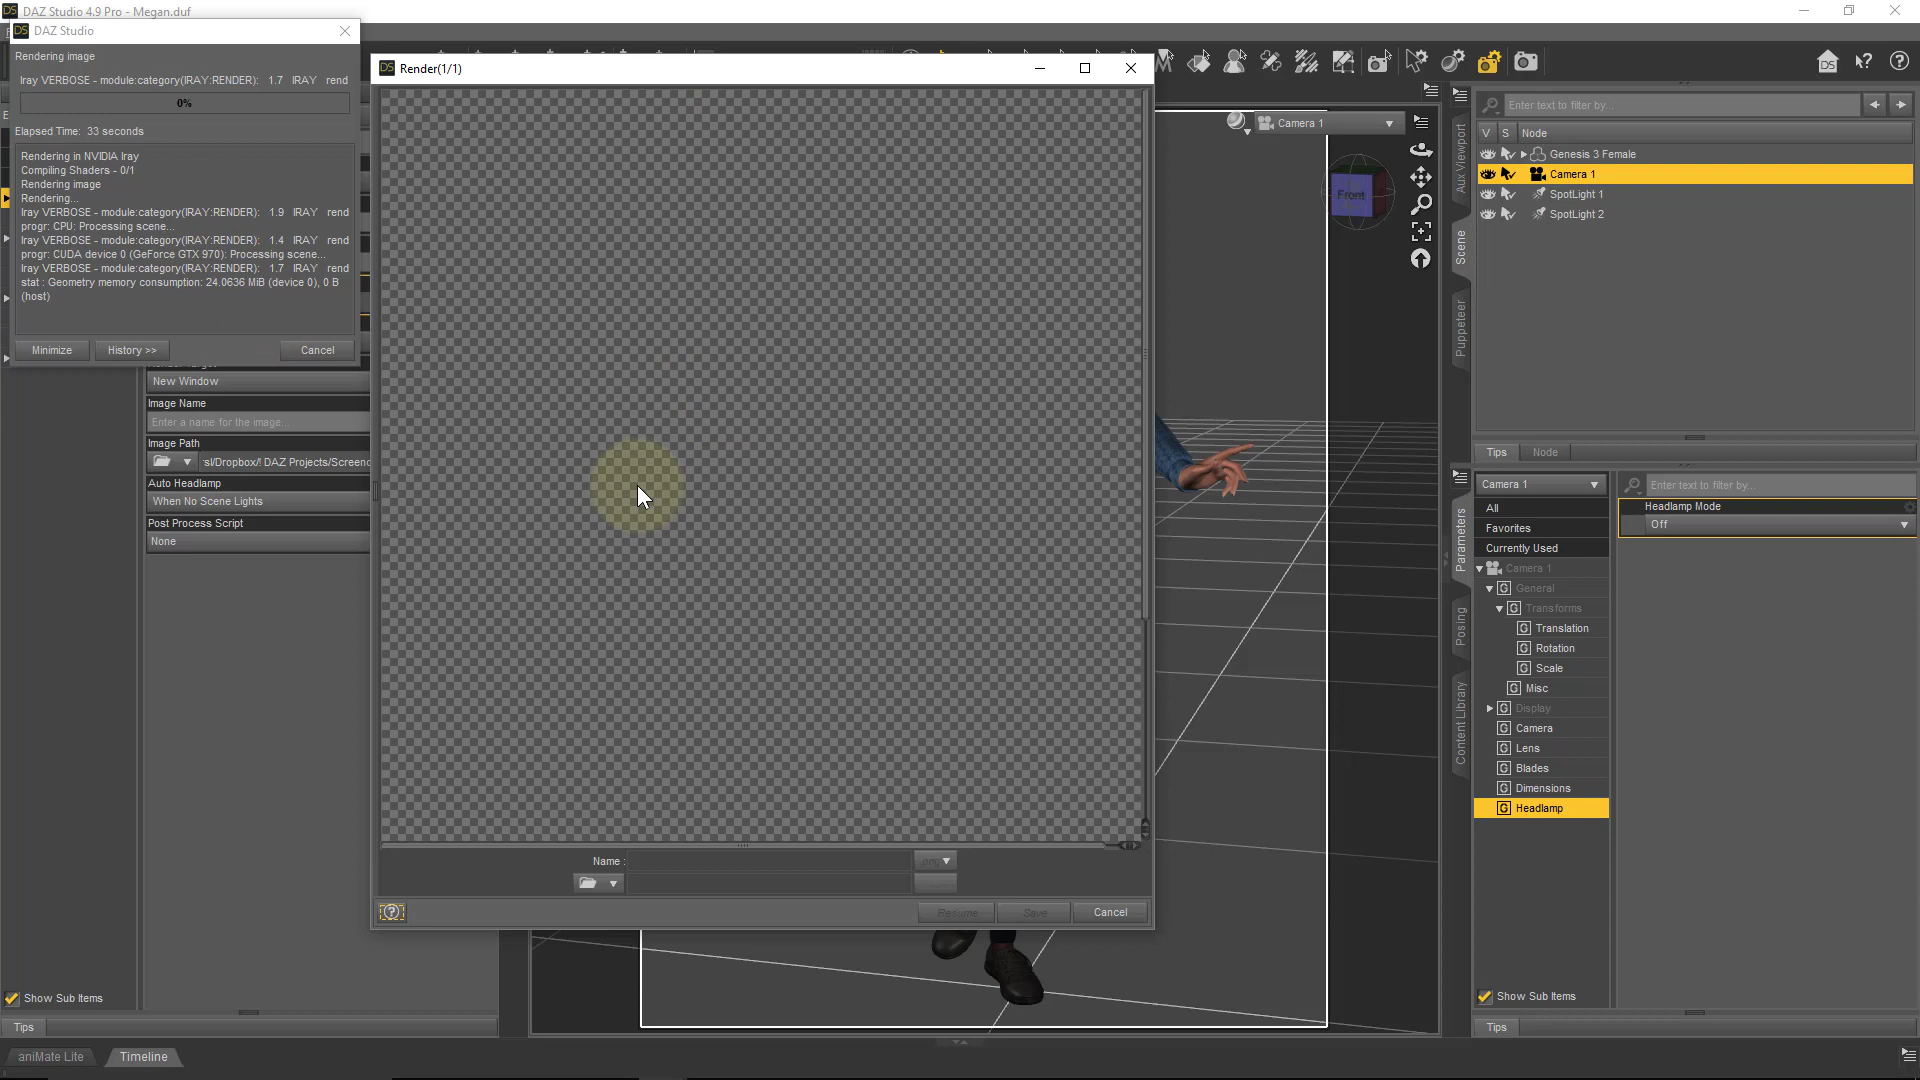 DAZ Studio 4.9 Pro - Megan.duf
DAZ Studio
Rendering image
Iray VERBOSE - module:category(IRAY:RENDER): 1.7 IRAY rend
0%
Elapsed Time: 33 seconds
Rendering in NVIDIA Iray
Compiling Shaders - 0/1
Rendering image
Rendering...
Iray VERBOSE - module:category(IRAY:RENDER): 1.9 IRAY rend
progr: CPU: Processing scene...
Iray VERBOSE - module:category(IRAY:RENDER): 1.4 IRAY rend
progr: CUDA device 0 (GeForce GTX 970): Processing scene...
Iray VERBOSE - module:category(IRAY:RENDER): 1.7 IRAY rend
stat : Geometry memory consumption: 24.0636 MiB (device 0), 0 B
(host)
Minimize
History >>
Cancel
New Window
Image Name
Enter a name for the image...
Image Path
Auto Headlamp
When No Scene Lights
Post Process Script
None
Show Sub Items
Tips
aniMate Lite
Timeline
Render(1/1)
Name :
.png
Resume
Save
Cancel
Camera 1
Front
Aux Viewport
Scene
Puppeteer
Enter text to filter by...
V
S
Node
Genesis 3 Female
Camera 1
SpotLight 1
SpotLight 2
Tips
Node
Parameters
Posing
Content Library
Camera 1
Enter text to filter by...
All
Favorites
Currently Used
Camera 1
General
Transforms
Translation
Rotation
Scale
Misc
Display
Camera
Lens
Blades
Dimensions
Headlamp
Headlamp Mode
Off
Show Sub Items
Tips